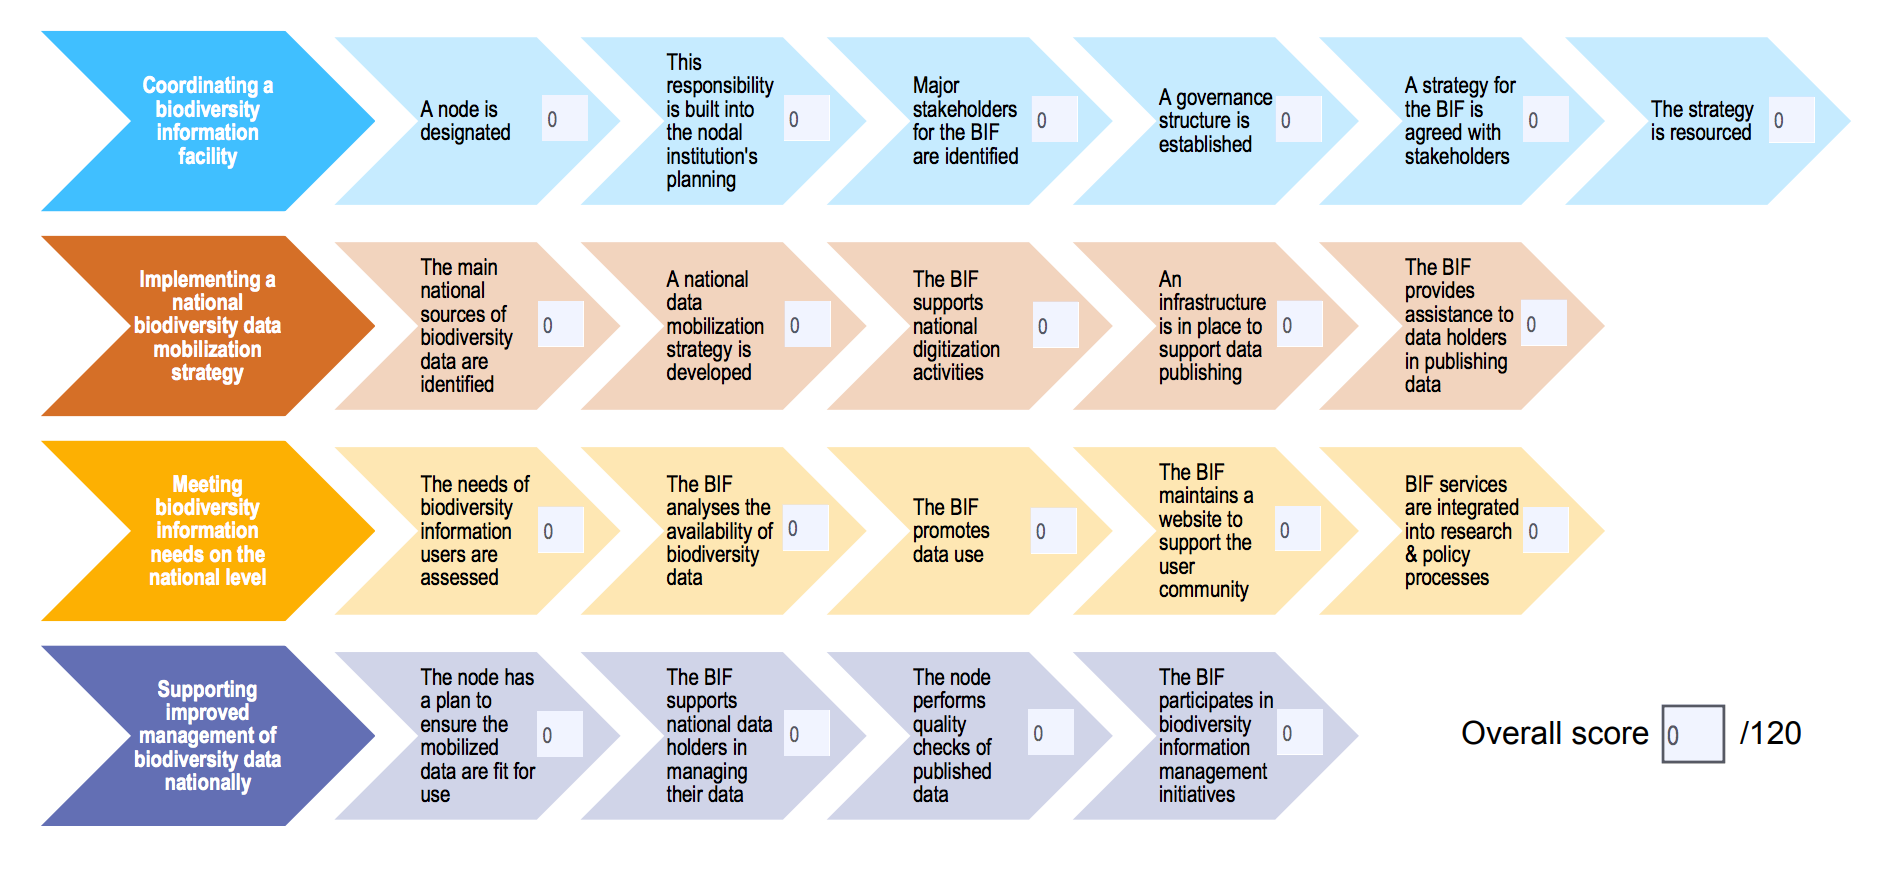 Coordinating a
biodiversity
information
facility
A node is
designated
0
This
responsibility
is built into
the nodal
institution's
planning
0
Major
stakeholders
for the BIF
are identified
0
A governance
structure is
established
0
A strategy for
the BIF is
agreed with
stakeholders
0
The strategy
is resourced
0
Implementing a
national
biodiversity data
mobilization
strategy
The main
national
sources of
biodiversity
data are
identified
0
A national
data
mobilization
strategy is
developed
0
The BIF
supports
national
digitization
activities
0
An
infrastructure
is in place to
support data
publishing
0
The BIF
provides
assistance to
data holders
in publishing
data
0
Meeting
biodiversity
information
needs on the
national level
The needs of
biodiversity
information
users are
assessed
0
The BIF
analyses the
availability of
biodiversity
data
0
The BIF
promotes
data use
0
The BIF
maintains a
website to
support the
user
community
0
BIF services
are integrated
into research
& policy
processes
0
Supporting
improved
management of
biodiversity data
nationally
The node has
a plan to
ensure the
mobilized
data are fit for
use
0
The BIF
supports
national data
holders in
managing
their data
0
The node
performs
quality
checks of
published
data
0
The BIF
participates in
biodiversity
information
management
initiatives
0
Overall score 0 /120